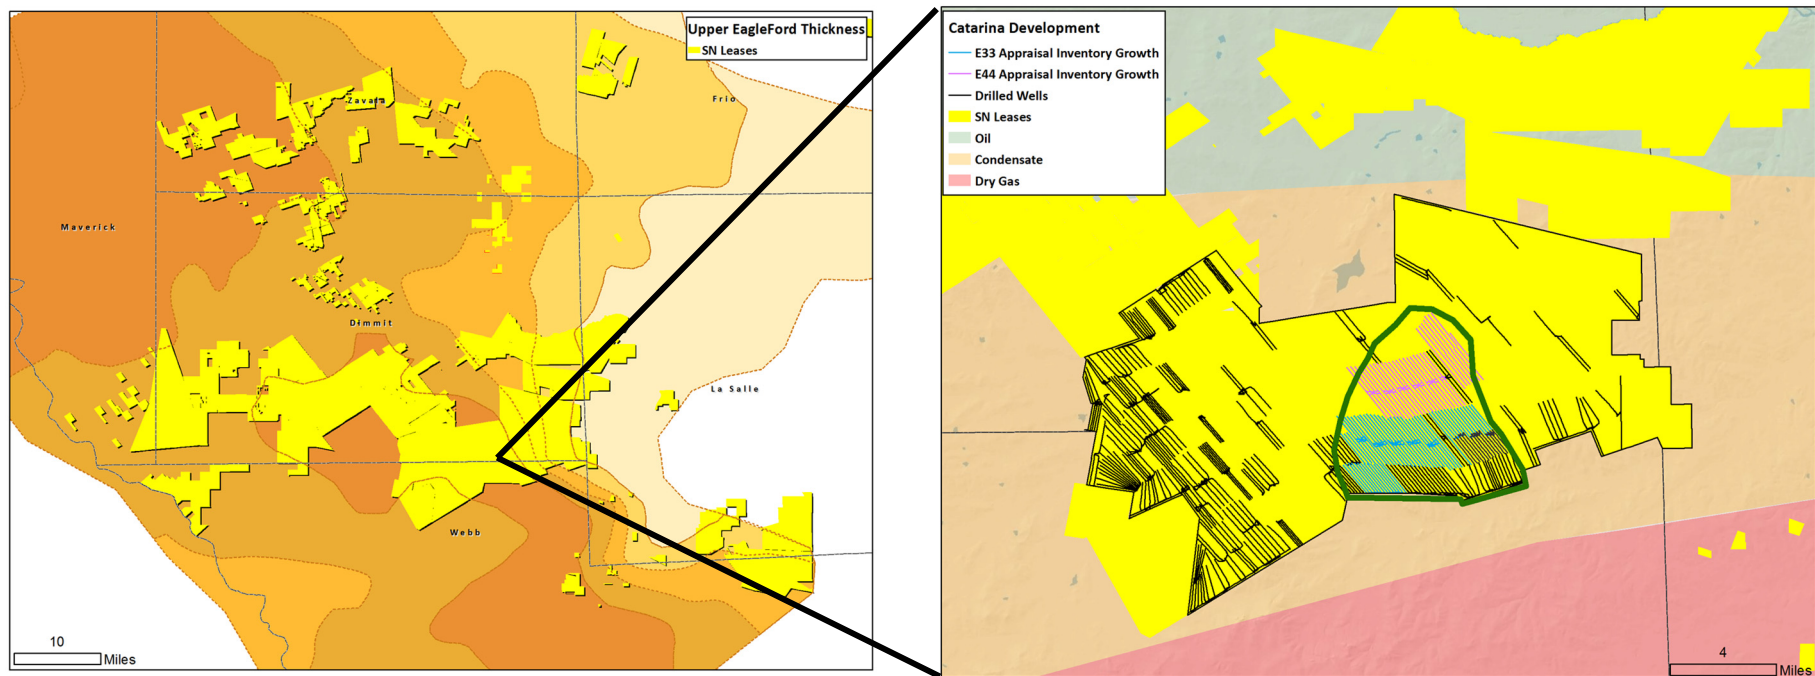 Upper EagleFord Thickness
SN Leases
Zavala
Frio
Maverick
Dimmit
La Salle
Webb
10
Miles
Catarina Development
E33 Appraisal Inventory Growth
E44 Appraisal Inventory Growth
Drilled Wells
SN Leases
Oil
Condensate
Dry Gas
4
Miles